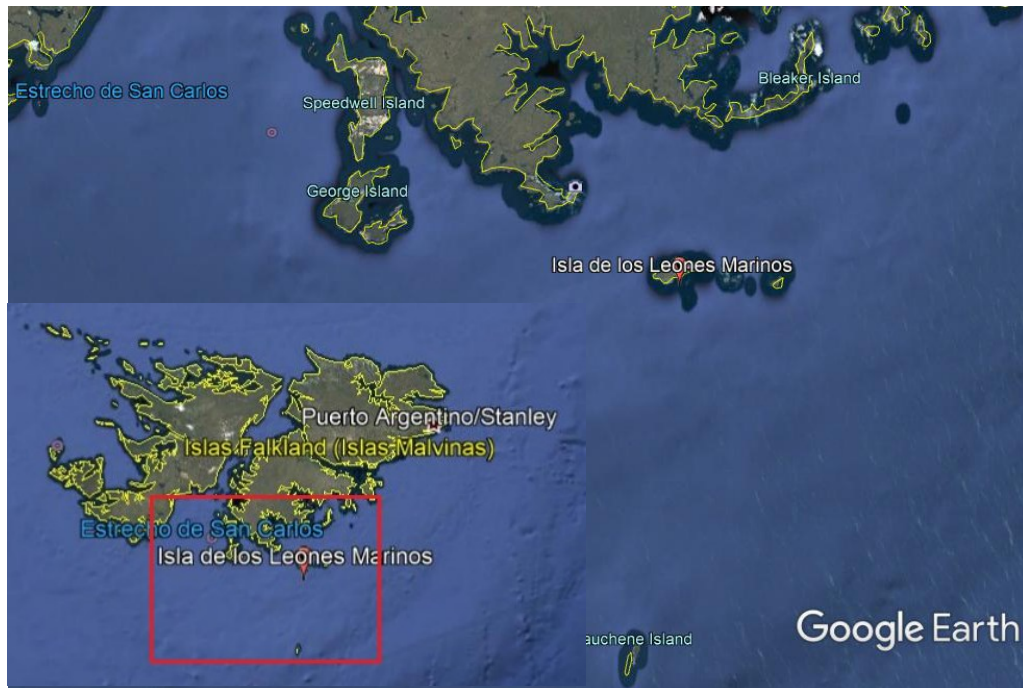 Bleaker Island
Estrecho de San Carlos
Speedwell Island
George Island
Isla de los Leones Marinos
Puerto Argentino/Stanley
Islas Falkland (Islas Malvinas)
Estrecho de San Carlos
Isla de los Leones Marinos
auchene Island
Google Earth